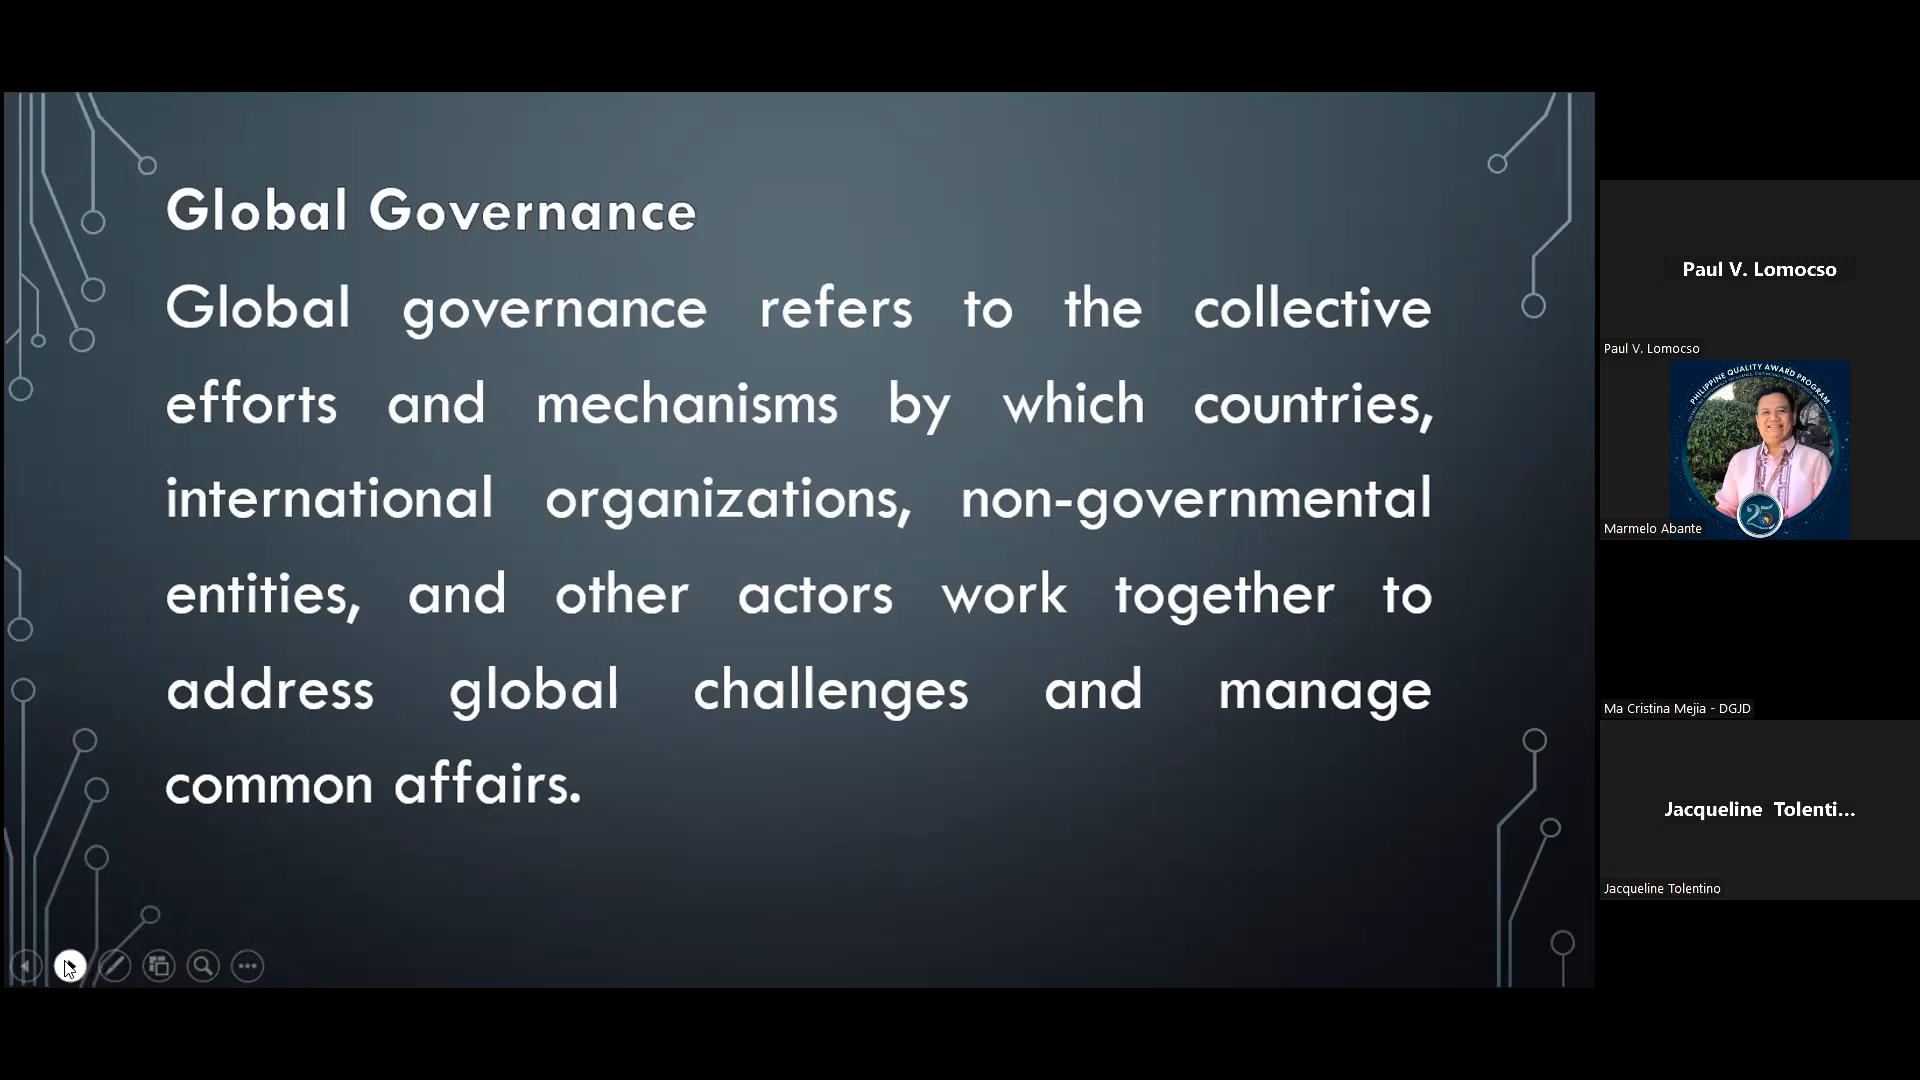 Global Governance
Global governance refers to the collective
efforts and mechanisms by which countries,
international organizations, non-governmental
entities, and other actors work together to
address global challenges and manage
common affairs.
Paul V. Lomocso
Paul V. Lomocso
PHILIPPINE QUALITY AWARD PROGRAM
25
Marmelo Abante
Ma Cristina Mejia - DGJD
Jacqueline Tolenti...
Jacqueline Tolentino